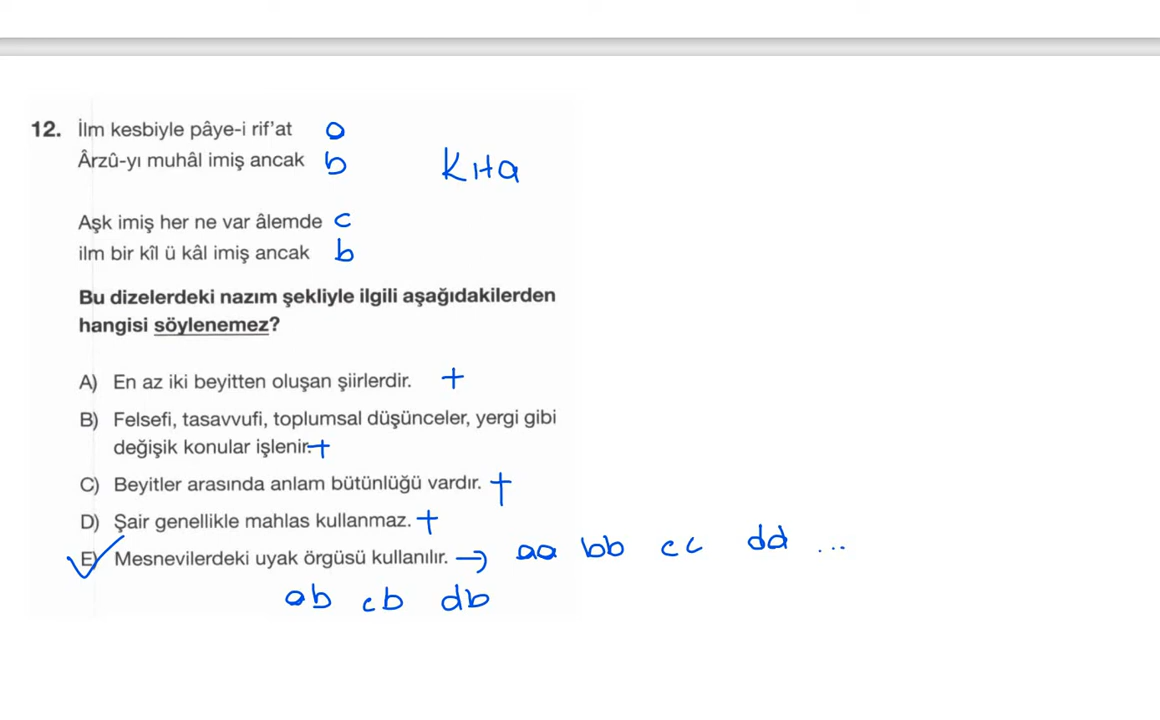 12. İlm kesbiyle pâye-i rif'at a
Ârzû-yı muhâl imiş ancak b
Kıta
Aşk imiş her ne var âlemde c
ilm bir kîl ü kâl imiş ancak b
Bu dizelerdeki nazım şekliyle ilgili aşağıdakilerden
hangisi söylenemez?
A) En az iki beyitten oluşan şiirlerdir. +
B) Felsefi, tasavvufi, toplumsal düşünceler, yergi gibi
değişik konular işlenir. +
C) Beyitler arasında anlam bütünlüğü vardır. +
D) Şair genellikle mahlas kullanmaz. +
E) Mesnevilerdeki uyak örgüsü kullanılır. → aa bb cc dd ...
ab cb db